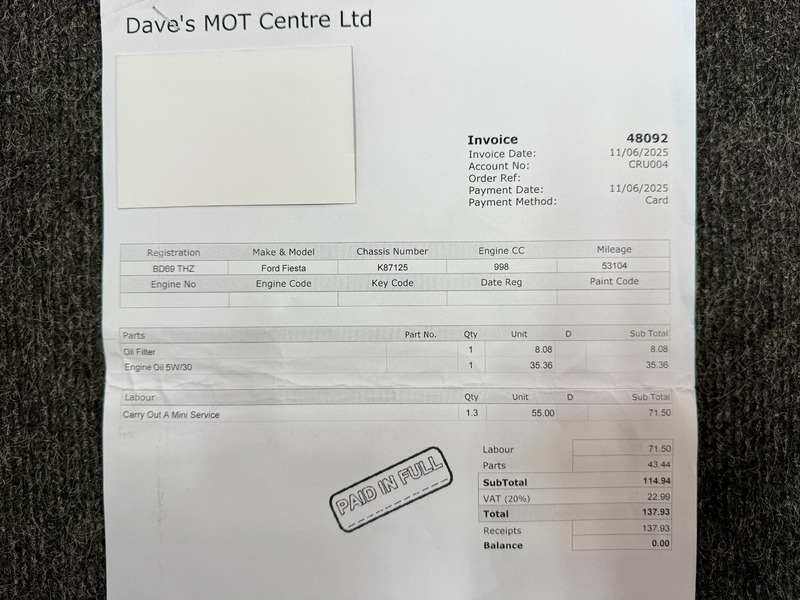 Dave's MOT Centre Ltd
Invoice 48092
Invoice Date: 11/06/2025
Account No: CRU004
Order Ref:
Payment Date: 11/06/2025
Payment Method: Card
Registration Make & Model Chassis Number Engine CC Mileage
BD69 THZ Ford Fiesta K87125 998 53104
Engine No Engine Code Key Code Date Reg Paint Code
Parts Part No. Qty Unit D Sub Total
Oil Filter 1 8.08 8.08
Engine Oil 5W/30 1 35.36 35.36
Labour Qty Unit D Sub Total
Carry Out A Mini Service 1.3 55.00 71.50
Labour 71.50
Parts 43.44
SubTotal 114.94
VAT (20%) 22.99
Total 137.93
Receipts 137.93
Balance 0.00
PAID IN FULL